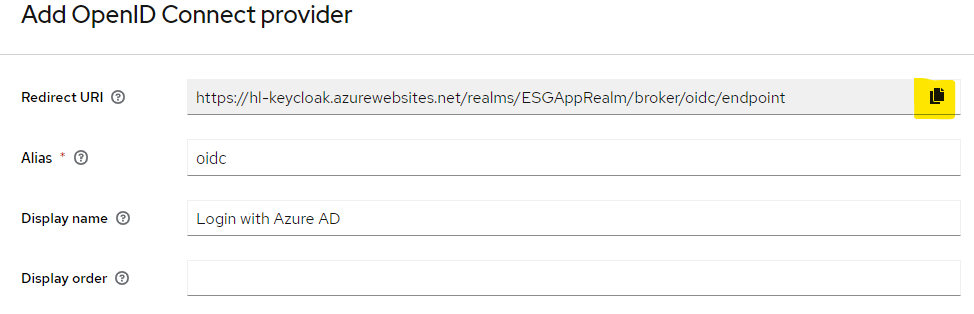 Add OpenID Connect provider
Redirect URI
https://hl-keycloak.azurewebsites.net/realms/ESGAppRealm/broker/oidc/endpoint
Alias *
oidc
Display name
Login with Azure AD
Display order